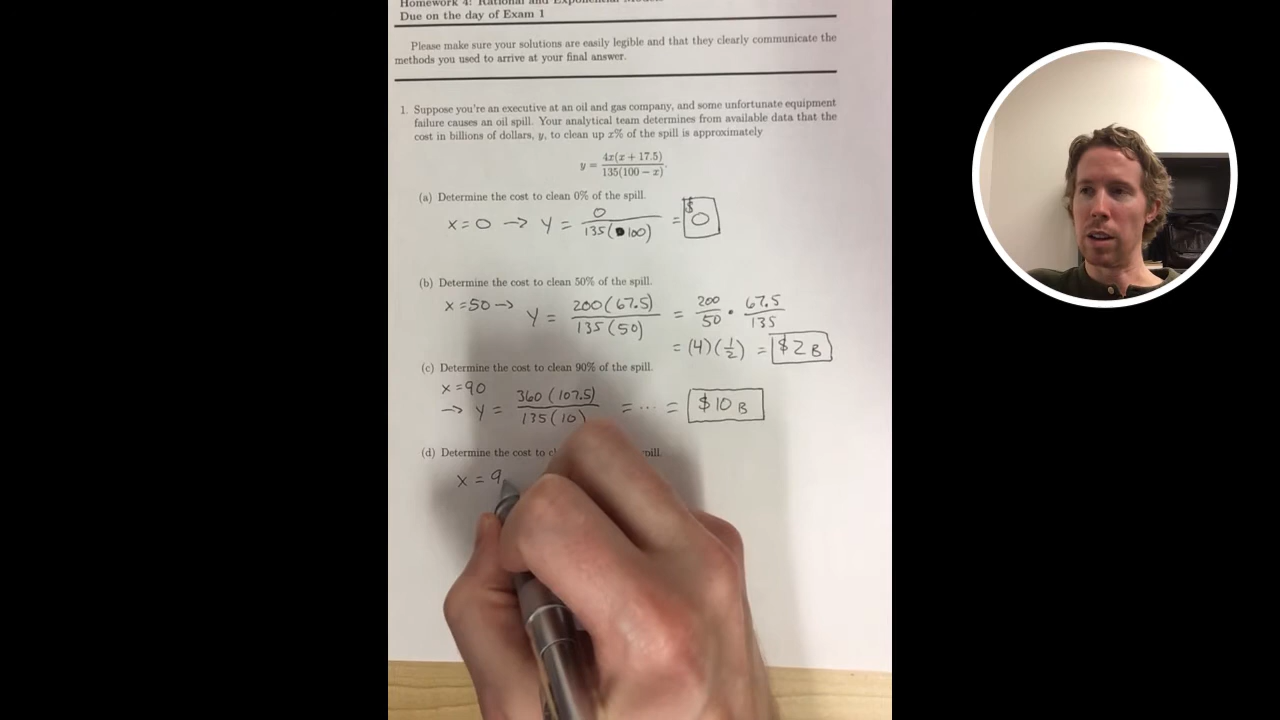 Homework 4: Rational and Exponential Models
Due on the day of Exam 1
Please make sure your solutions are easily legible and that they clearly communicate the
methods you used to arrive at your final answer.
1. Suppose you're an executive at an oil and gas company, and some unfortunate equipment
failure causes an oil spill. Your analytical team determines from available data that the
cost in billions of dollars, y, to clean up x% of the spill is approximately
y = 4x(x + 17.5) / 135(100 − x).
(a) Determine the cost to clean 0% of the spill.
x = 0 → y = 0 / 135(100) = $0
(b) Determine the cost to clean 50% of the spill.
x = 50 → y = 200(67.5) / 135(50) = 200/50 • 67.5/135
= (4)(1/2) = $2 B
(c) Determine the cost to clean 90% of the spill.
x = 90
→ y = 360(107.5) / 135(10) = ... = $10 B
(d) Determine the cost to spill.
x = 9